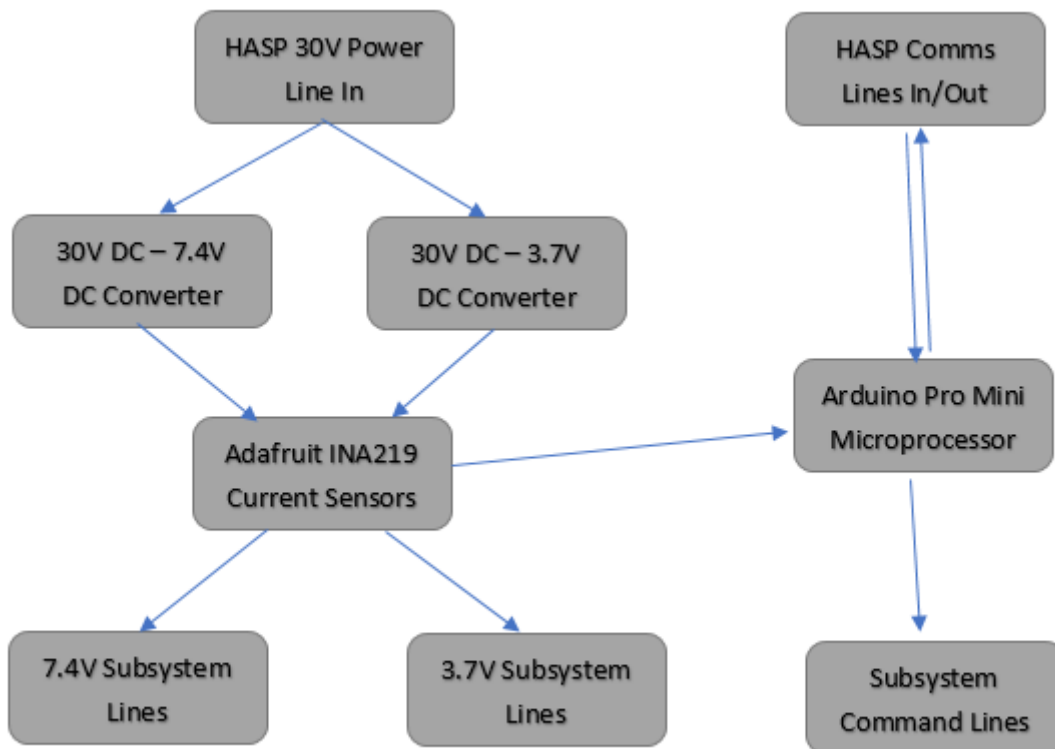 HASP 30V Power
Line In
HASP Comms
Lines In/Out
30V DC – 7.4V
DC Converter
30V DC – 3.7V
DC Converter
Arduino Pro Mini
Microprocessor
Adafruit INA219
Current Sensors
7.4V Subsystem
Lines
3.7V Subsystem
Lines
Subsystem
Command Lines